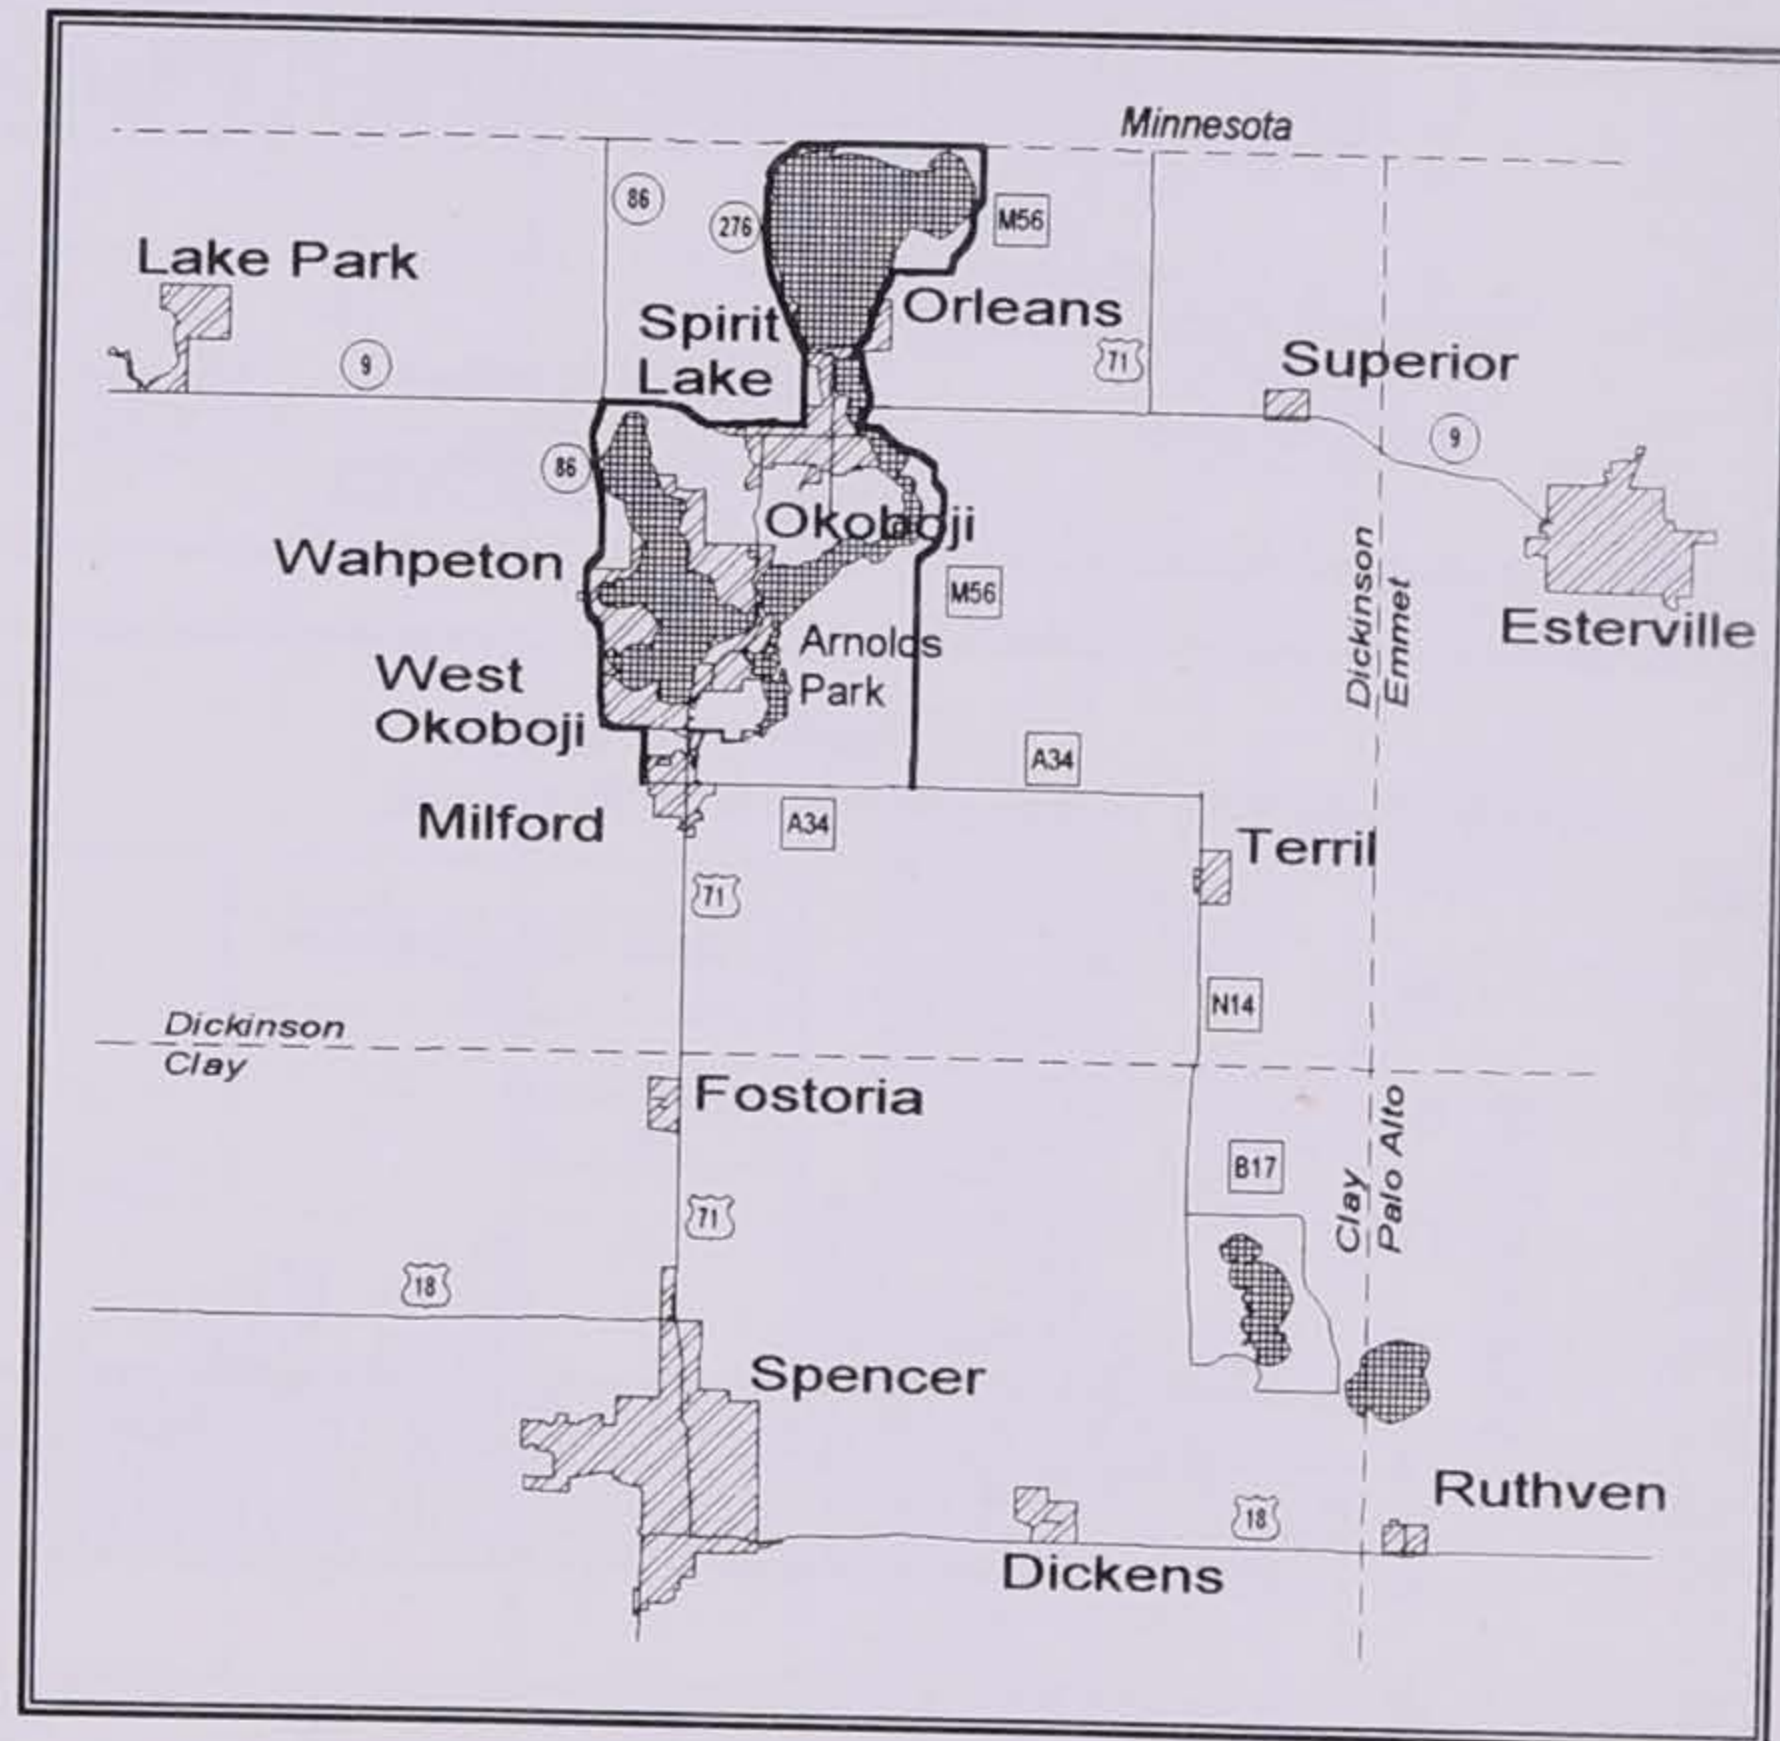 Minnesota
86
276
M56
Lake Park
Spirit
Lake
Orleans
9
71
Superior
9
86
Okoboji
Wahpeton
M56
Dickinson
Emmet
Esterville
Arnolds
Park
West
Okoboji
A34
Milford
A34
Terril
71
N14
Dickinson
Clay
Fostoria
B17
Clay
Palo Alto
71
18
Spencer
Ruthven
18
Dickens